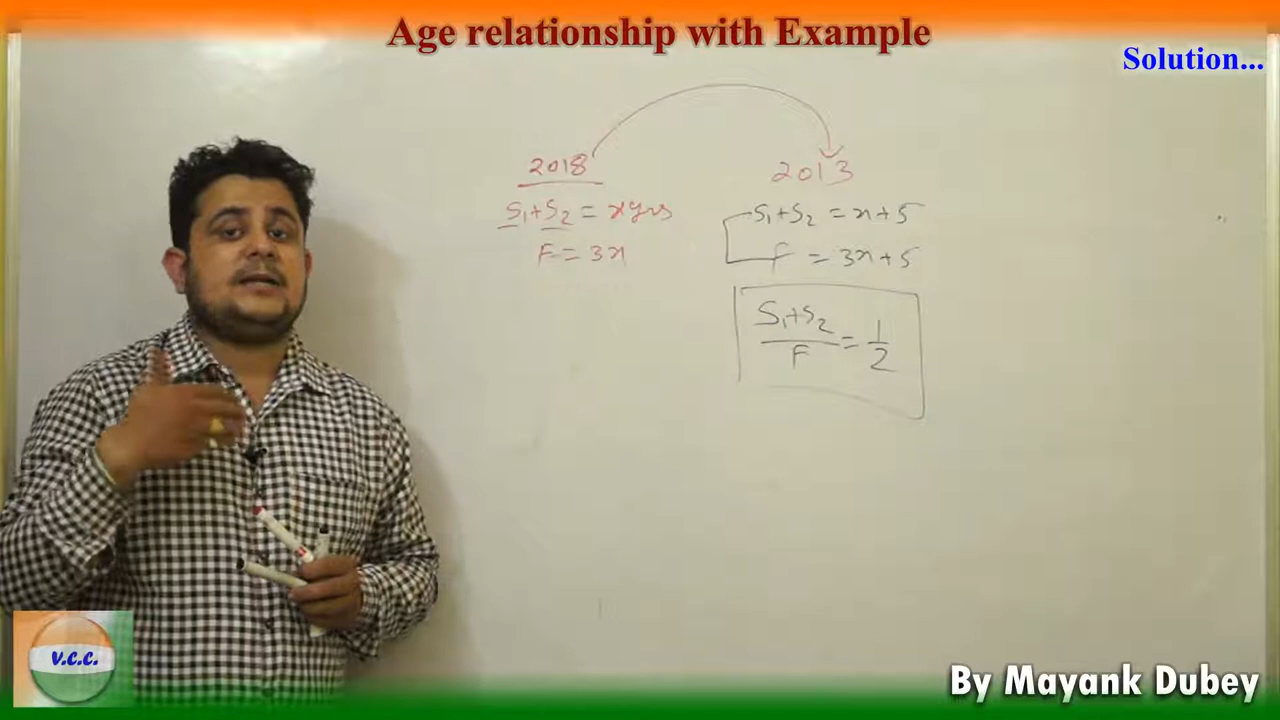 Age relationship with Example
Solution...
2018
S₁+S₂ = x yrs
F = 3x
2013
S₁+S₂ = x+5
F = 3x+5
S₁+S₂
F
= 1
2
V.C.C.
By Mayank Dubey